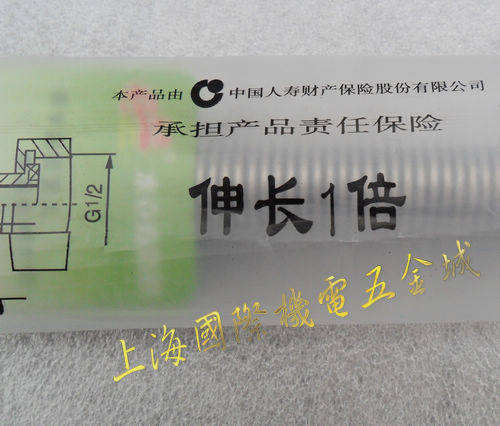 本产品由 中国人寿财产保险股份有限公司
承担产品责任保险
伸长1倍
G1/2
上海國際機電五金城